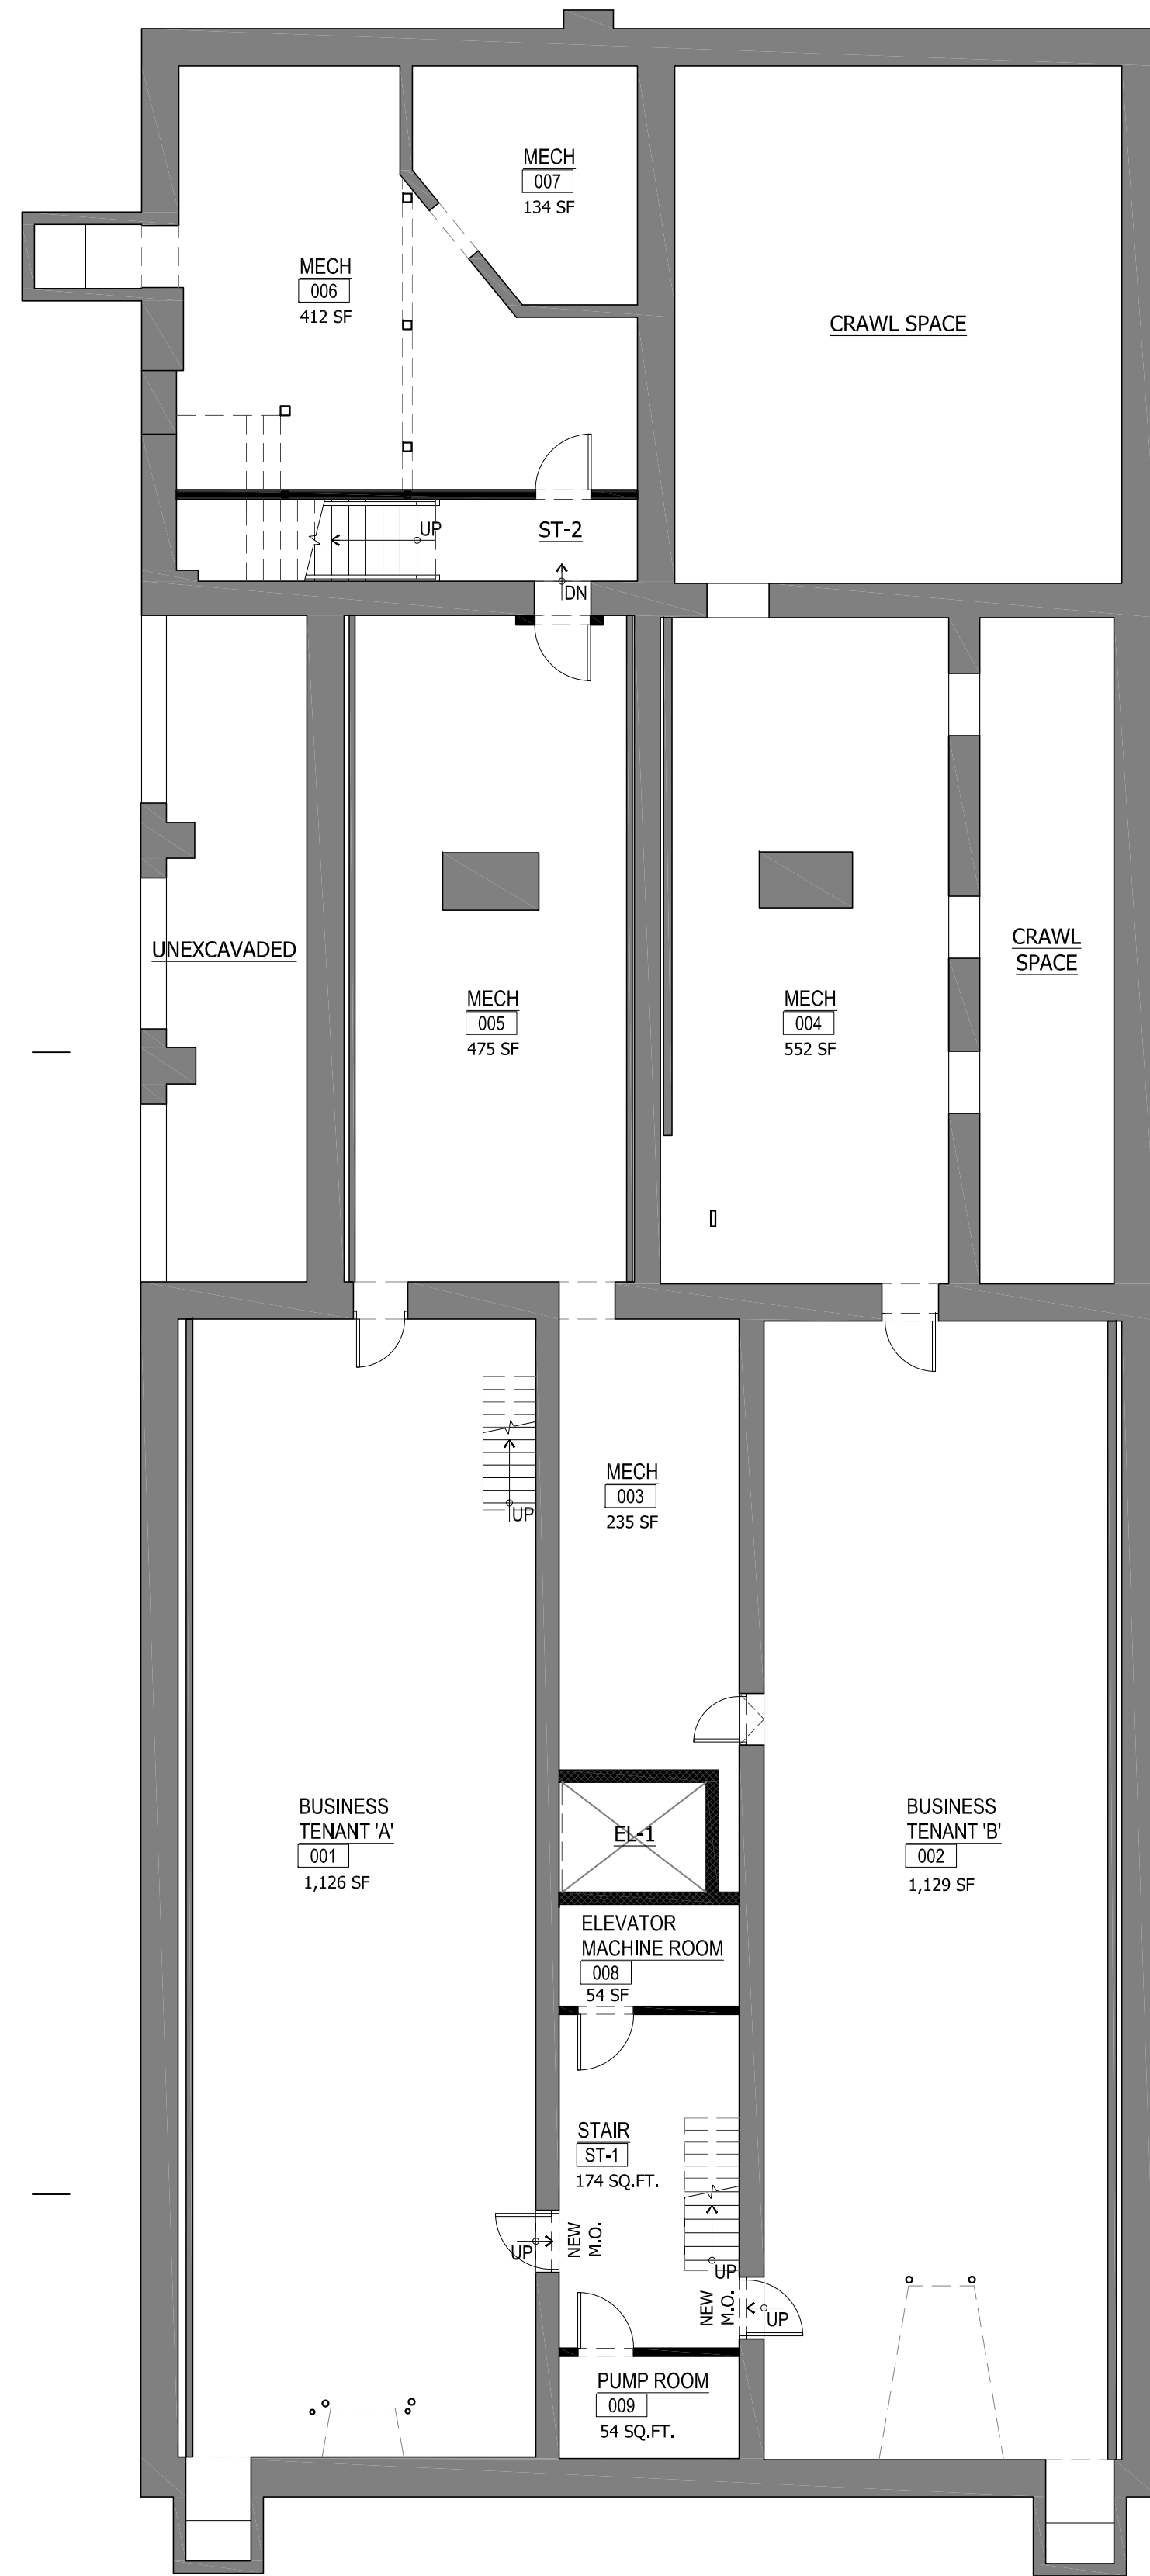 MECH
007
134 SF
MECH
006
412 SF
CRAWL SPACE
UP
ST-2
DN
UNEXCAVADED
CRAWL
SPACE
MECH
005
475 SF
MECH
004
552 SF
MECH
003
235 SF
UP
BUSINESS
TENANT 'A'
001
1,126 SF
EL-1
BUSINESS
TENANT 'B'
002
1,129 SF
ELEVATOR
MACHINE ROOM
008
54 SF
STAIR
ST-1
174 SQ.FT.
UP
NEW
M.O.
UP
NEW
M.O.
UP
PUMP ROOM
009
54 SQ.FT.